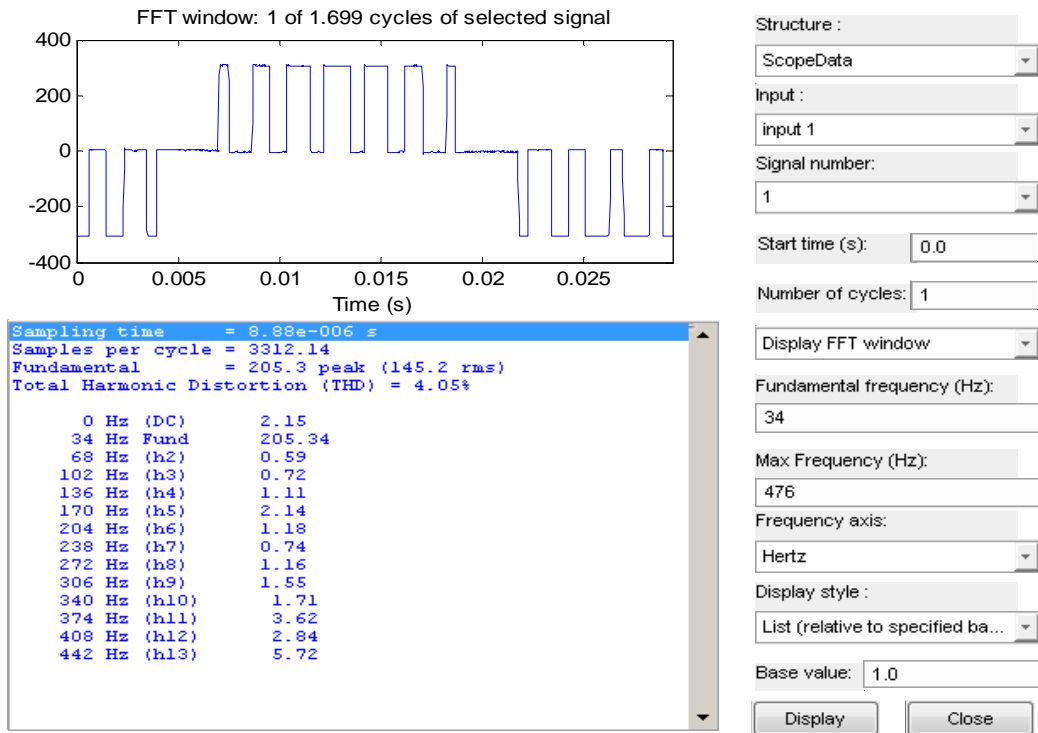 FFT window: 1 of 1.699 cycles of selected signal
400
200
0
-200
-400
0 0.005 0.01 0.015 0.02 0.025
Time (s)
Sampling time = 8.88e-006 s
Samples per cycle = 3312.14
Fundamental = 205.3 peak (145.2 rms)
Total Harmonic Distortion (THD) = 4.05%
0 Hz (DC) 2.15
34 Hz Fund 205.34
68 Hz (h2) 0.59
102 Hz (h3) 0.72
136 Hz (h4) 1.11
170 Hz (h5) 2.14
204 Hz (h6) 1.18
238 Hz (h7) 0.74
272 Hz (h8) 1.16
306 Hz (h9) 1.55
340 Hz (h10) 1.71
374 Hz (h11) 3.62
408 Hz (h12) 2.84
442 Hz (h13) 5.72
Structure :
ScopeData
Input :
input 1
Signal number:
1
Start time (s): 0.0
Number of cycles: 1
Display FFT window
Fundamental frequency (Hz):
34
Max Frequency (Hz):
476
Frequency axis:
Hertz
Display style :
List (relative to specified ba...
Base value: 1.0
Display Close